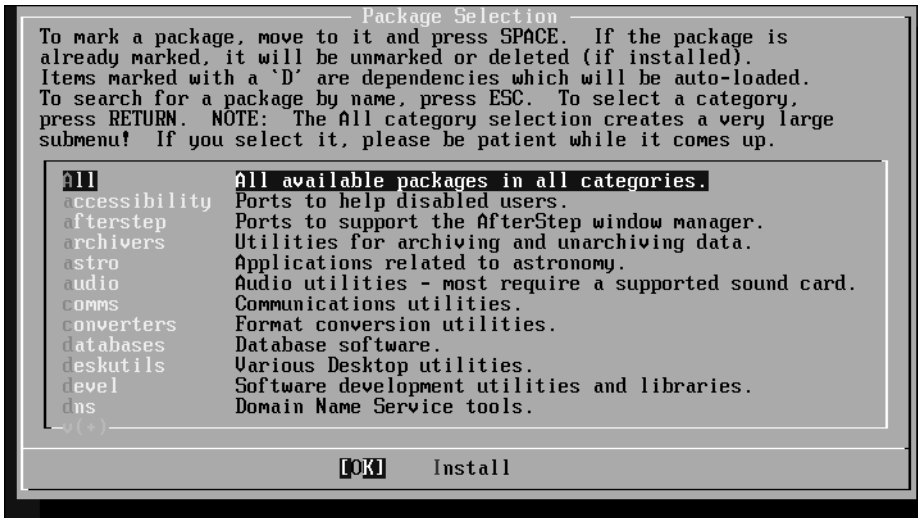 Package Selection
To mark a package, move to it and press SPACE.  If the package is
already marked, it will be unmarked or deleted (if installed).
Items marked with a `D' are dependencies which will be auto-loaded.
To search for a package by name, press ESC.  To select a category,
press RETURN.  NOTE:  The All category selection creates a very large
submenu!  If you select it, please be patient while it comes up.
All All available packages in all categories.
accessibility Ports to help disabled users.
afterstep Ports to support the AfterStep window manager.
archivers Utilities for archiving and unarchiving data.
astro Applications related to astronomy.
audio Audio utilities - most require a supported sound card.
comms Communications utilities.
converters Format conversion utilities.
databases Database software.
deskutils Various Desktop utilities.
devel Software development utilities and libraries.
dns Domain Name Service tools.
v(+)
[OK] Install